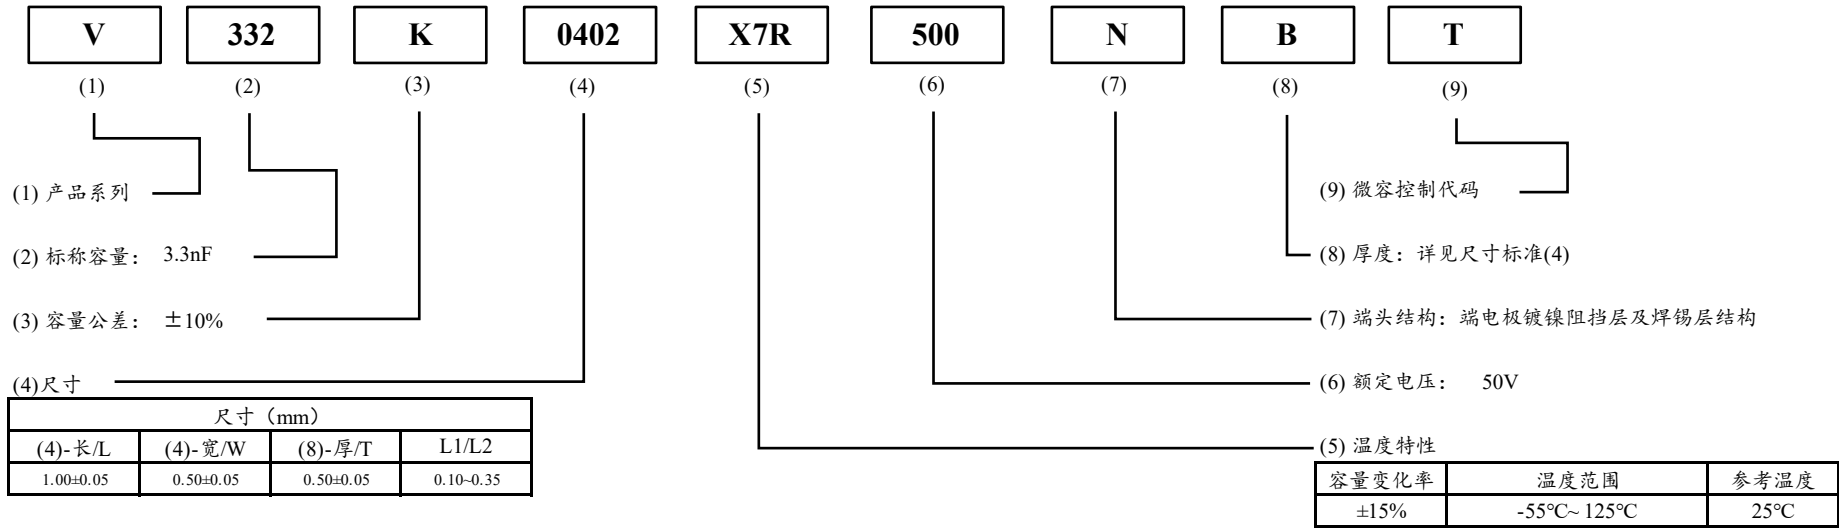 V 332 K 0402 X7R 500 N B T
(1) (2) (3) (4) (5) (6) (7) (8) (9)
(1) 产品系列
(9) 微容控制代码
(2) 标称容量： 3.3nF
(8) 厚度：详见尺寸标准(4)
(3) 容量公差： ±10%
(7) 端头结构：端电极镀镍阻挡层及焊锡层结构
(4)尺寸
(6) 额定电压： 50V
尺寸（mm）
(4)-长/L (4)-宽/W (8)-厚/T L1/L2
1.00±0.05 0.50±0.05 0.50±0.05 0.10~0.35
(5) 温度特性
容量变化率 温度范围 参考温度
±15% -55℃~ 125℃ 25℃